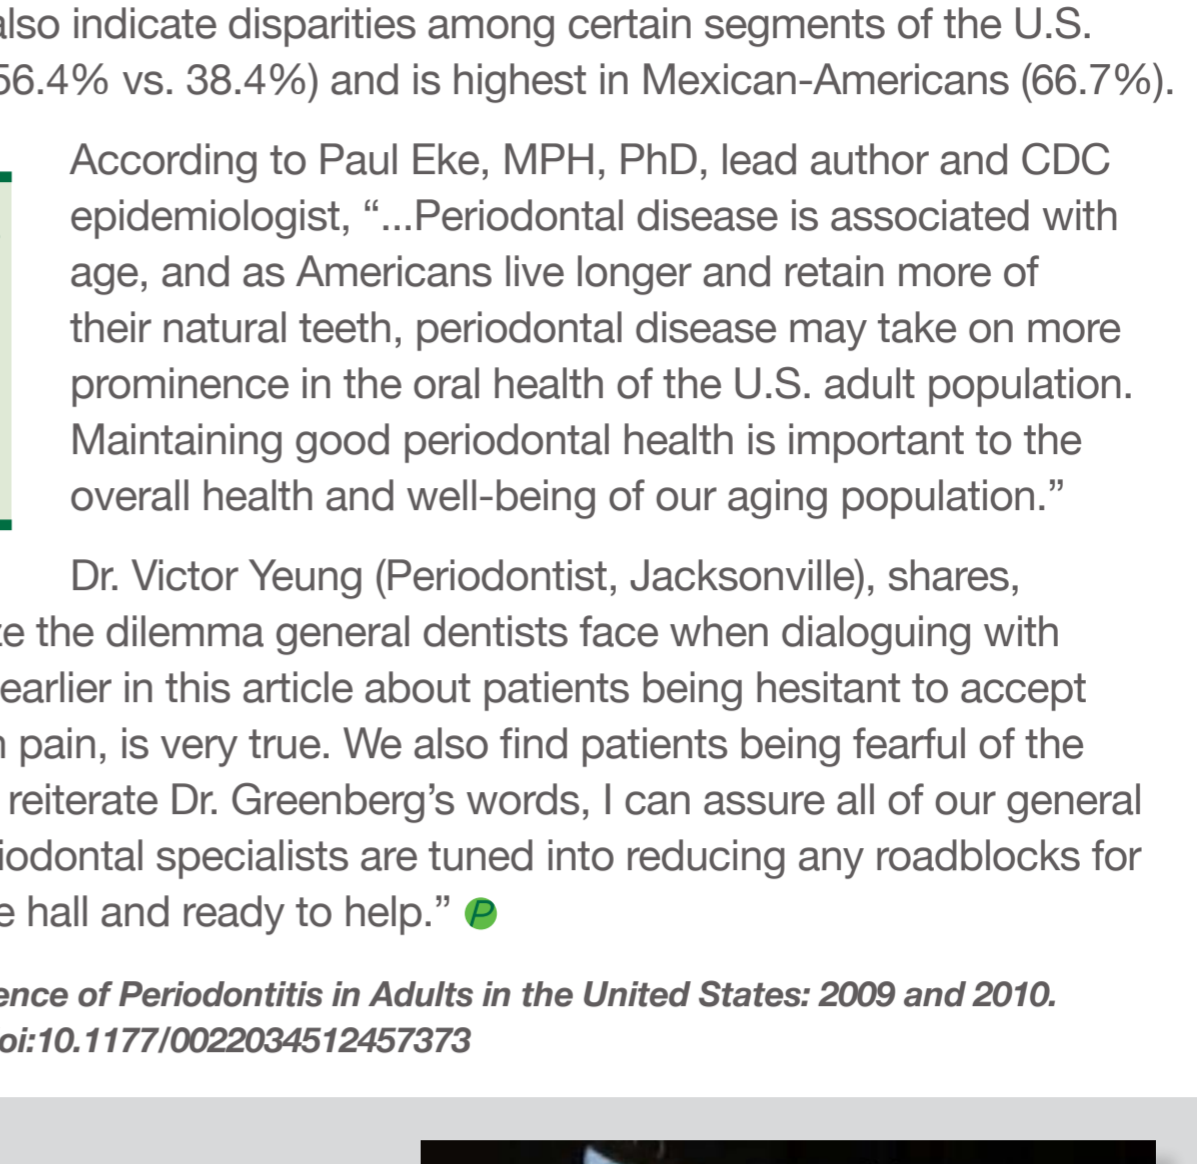 also indicate disparities among certain segments of the U.S.
56.4% vs. 38.4%) and is highest in Mexican-Americans (66.7%).
According to Paul Eke, MPH, PhD, lead author and CDC
epidemiologist, “...Periodontal disease is associated with
age, and as Americans live longer and retain more of
their natural teeth, periodontal disease may take on more
prominence in the oral health of the U.S. adult population.
Maintaining good periodontal health is important to the
overall health and well-being of our aging population.”
Dr. Victor Yeung (Periodontist, Jacksonville), shares,
the dilemma general dentists face when dialoguing with
earlier in this article about patients being hesitant to accept
pain, is very true. We also find patients being fearful of the
reiterate Dr. Greenberg’s words, I can assure all of our general
iodontal specialists are tuned into reducing any roadblocks for
e hall and ready to help.” P
ence of Periodontitis in Adults in the United States: 2009 and 2010.
oi:10.1177/0022034512457373